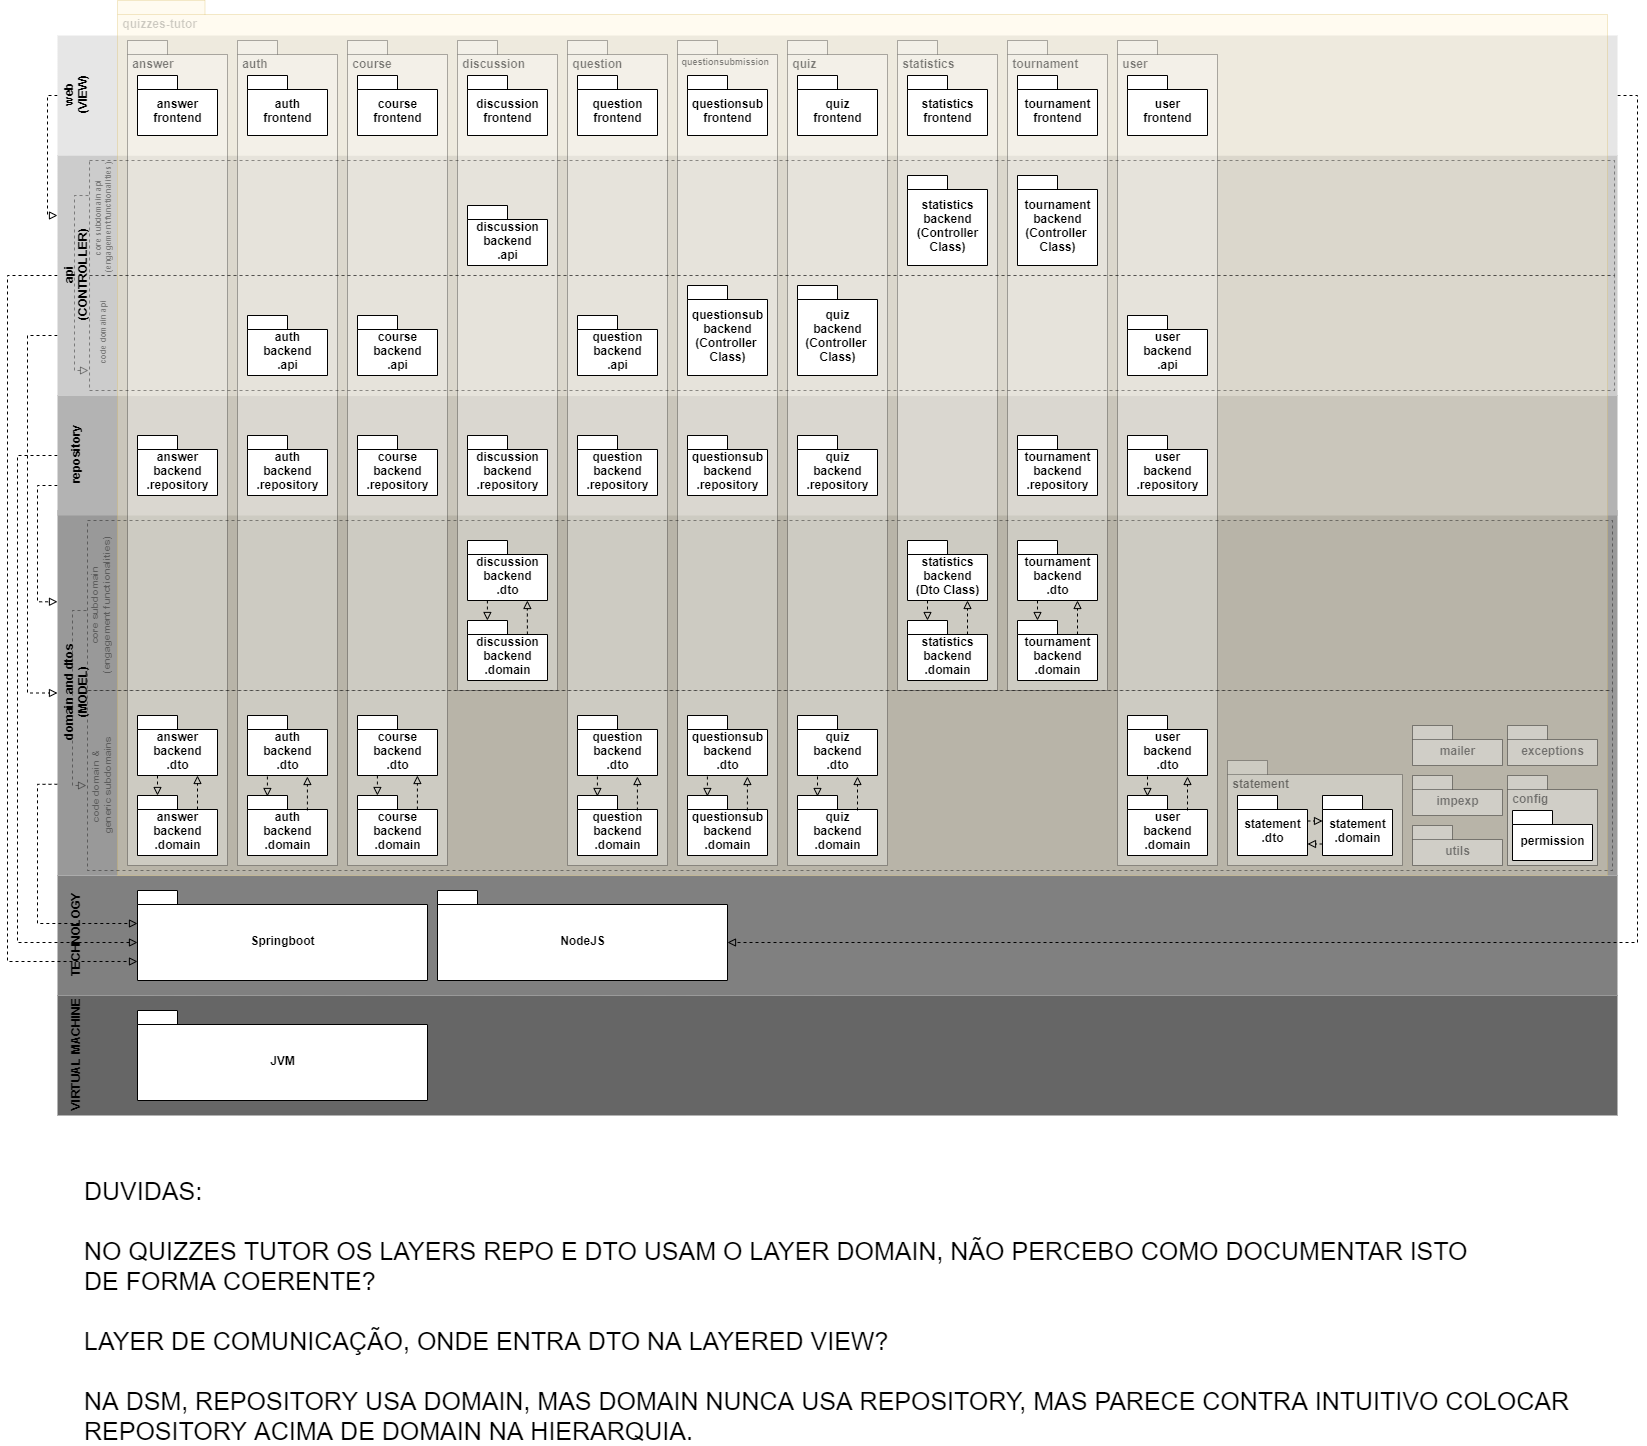 quizzes-tutor
web
(VIEW)
answer
auth
course
discussion
question
questionsubmission
quiz
statistics
tournament
user
answer
frontend
auth
frontend
course
frontend
discussion
frontend
question
frontend
questionsub
frontend
quiz
frontend
statistics
frontend
tournament
frontend
user
frontend
api
(CONTROLLER)
core subdomain api
(engagement functionalities)
discussion
backend
.api
statistics
backend
(Controller
Class)
tournament
backend
(Controller
Class)
code domain api
auth
backend
.api
course
backend
.api
question
backend
.api
questionsub
backend
(Controller
Class)
quiz
backend
(Controller
Class)
user
backend
.api
repository
answer
backend
.repository
auth
backend
.repository
course
backend
.repository
discussion
backend
.repository
question
backend
.repository
questionsub
backend
.repository
quiz
backend
.repository
tournament
backend
.repository
user
backend
.repository
domain and dtos
(MODEL)
core subdomain
(engagement functionalities)
discussion
backend
.dto
statistics
backend
(Dto Class)
tournament
backend
.dto
discussion
backend
.domain
statistics
backend
.domain
tournament
backend
.domain
code domain &
generic subdomains
answer
backend
.dto
auth
backend
.dto
course
backend
.dto
question
backend
.dto
questionsub
backend
.dto
quiz
backend
.dto
user
backend
.dto
answer
backend
.domain
auth
backend
.domain
course
backend
.domain
question
backend
.domain
questionsub
backend
.domain
quiz
backend
.domain
user
backend
.domain
statement
statement
.dto
statement
.domain
mailer
exceptions
impexp
config
utils
permission
TECHNOLOGY
Springboot
NodeJS
VIRTUAL MACHINE
JVM
DUVIDAS:
NO QUIZZES TUTOR OS LAYERS REPO E DTO USAM O LAYER DOMAIN, NÃO PERCEBO COMO DOCUMENTAR ISTO
DE FORMA COERENTE?
LAYER DE COMUNICAÇÃO, ONDE ENTRA DTO NA LAYERED VIEW?
NA DSM, REPOSITORY USA DOMAIN, MAS DOMAIN NUNCA USA REPOSITORY, MAS PARECE CONTRA INTUITIVO COLOCAR
REPOSITORY ACIMA DE DOMAIN NA HIERARQUIA.